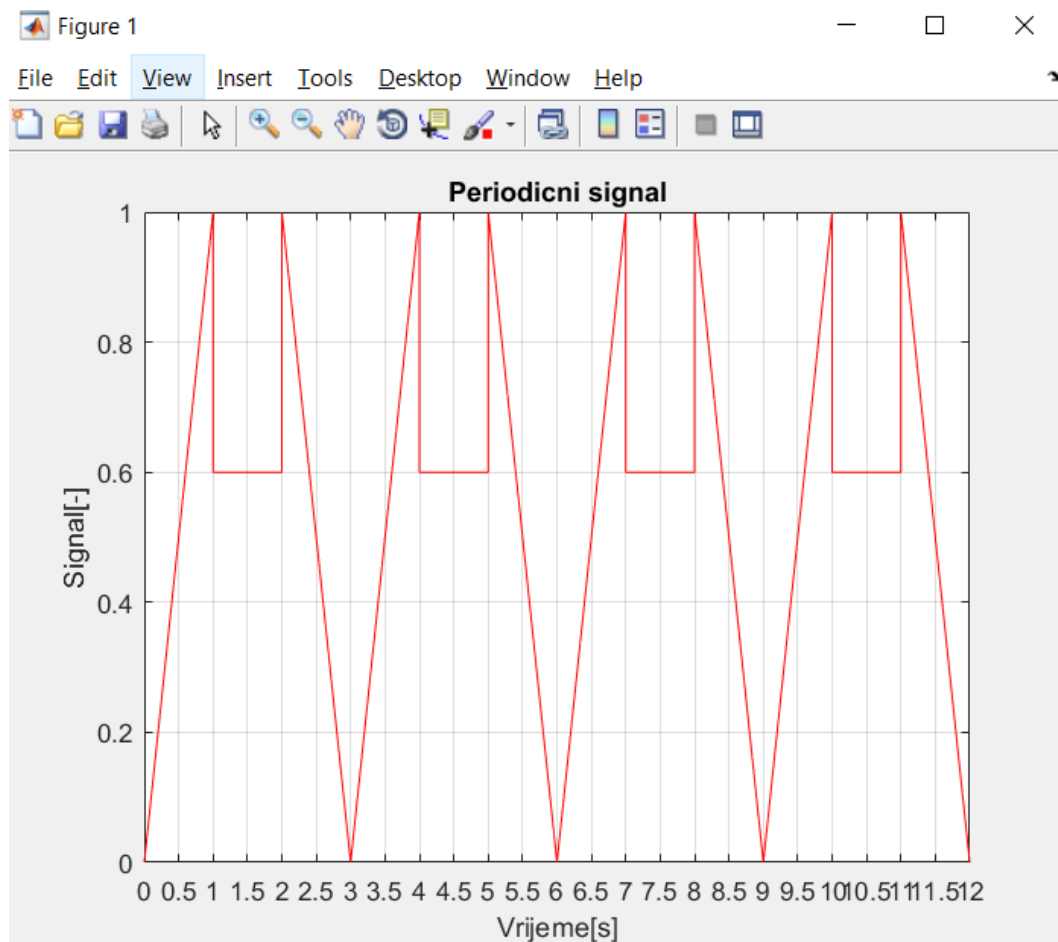 Figure 1
File Edit View Insert Tools Desktop Window Help
Periodicni signal
1
0.8
0.6
0.4
0.2
0
Signal[-]
0 0.5 1 1.5 2 2.5 3 3.5 4 4.5 5 5.5 6 6.5 7 7.5 8 8.5 9 9.5 10 10.5 11 11.5 12
Vrijeme[s]